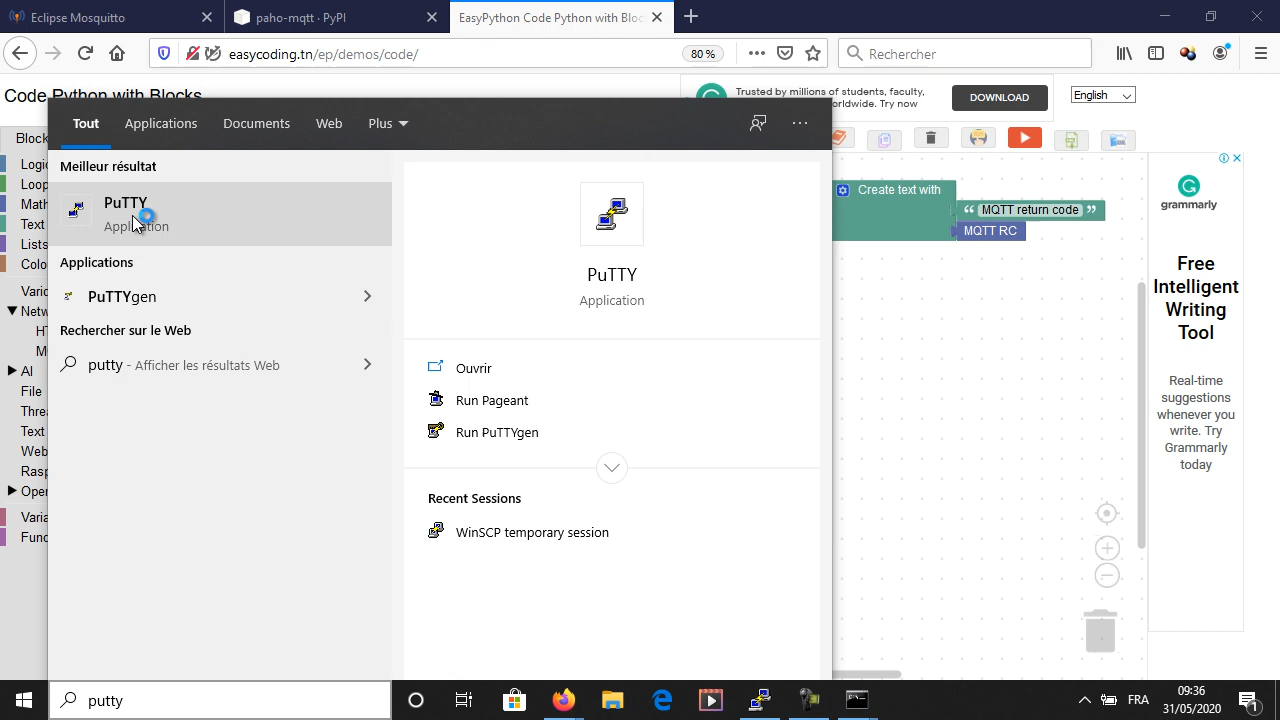 Eclipse Mosquitto
paho-mqtt · PyPI
EasyPython Code Python with Bloc
easycoding.tn/ep/demos/code/
80 %
Rechercher
Code Python with Blocks
Trusted by millions of students, faculty,
orldwide. Try now
DOWNLOAD
English
Tout
Applications
Documents
Web
Plus
Block
Meilleur résultat
Logic
PuTTY
Application
Loop
Math
Text
Lists
Colo
Applications
PuTTYgen
Rechercher sur le Web
putty - Afficher les résultats Web
Varia
Netw
HT
M
AI
File
Threa
Text
Web
Rasp
Oper
Varia
Func
PuTTY
Application
Ouvrir
Run Pageant
Run PuTTYgen
Recent Sessions
WinSCP temporary session
Create text with
“ MQTT return code ”
MQTT RC
grammarly
Free
Intelligent
Writing
Tool
Real-time
suggestions
whenever you
write. Try
Grammarly
today
putty
FRA
09:36
31/05/2020
1